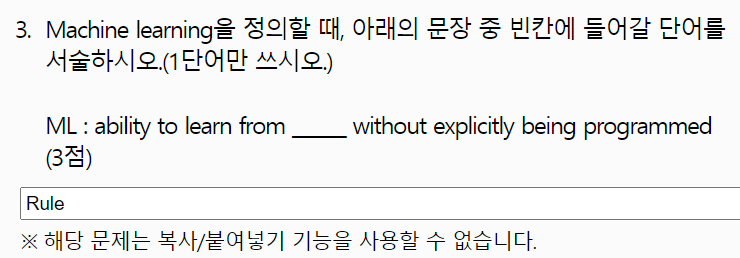 3. Machine learning을 정의할 때, 아래의 문장 중 빈칸에 들어갈 단어를
서술하시오.(1단어만 쓰시오.)
ML : ability to learn from _____ without explicitly being programmed
(3점)
Rule
※ 해당 문제는 복사/붙여넣기 기능을 사용할 수 없습니다.